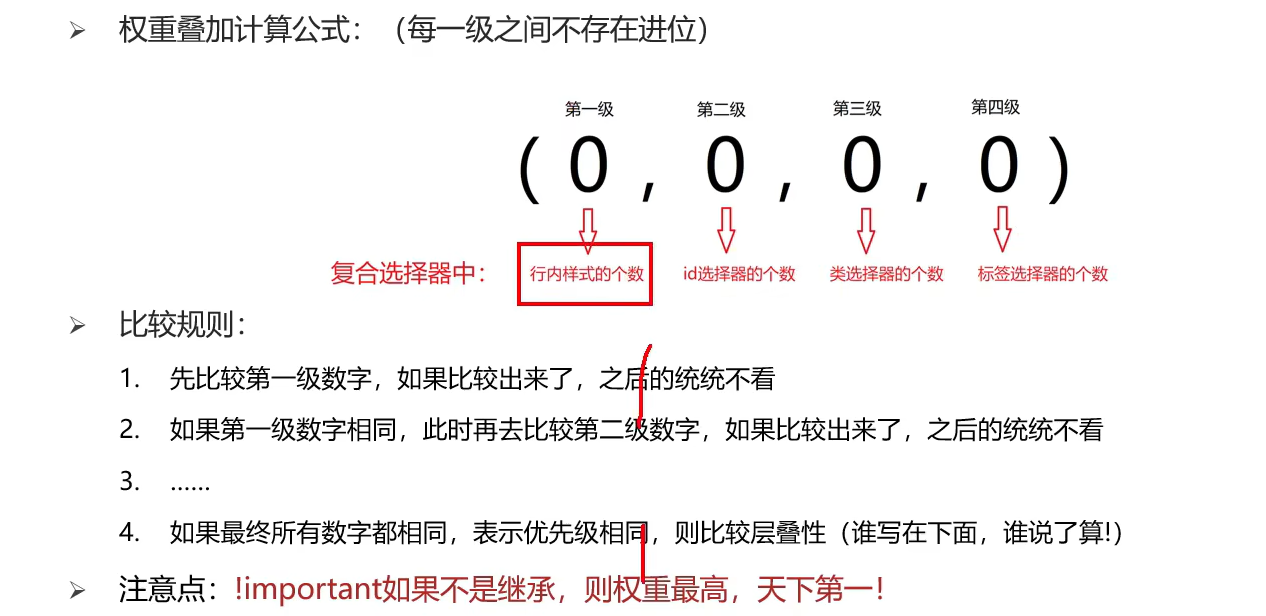 ➢ 权重叠加计算公式：（每一级之间不存在进位）
第一级 第二级 第三级 第四级
( 0 , 0 , 0 , 0 )
复合选择器中： 行内样式的个数 id选择器的个数 类选择器的个数 标签选择器的个数
➢ 比较规则：
1. 先比较第一级数字，如果比较出来了，之后的统统不看
2. 如果第一级数字相同，此时再去比较第二级数字，如果比较出来了，之后的统统不看
3. ......
4. 如果最终所有数字都相同，表示优先级相同，则比较层叠性（谁写在下面，谁说了算!）
➢ 注意点：!important如果不是继承，则权重最高，天下第一!